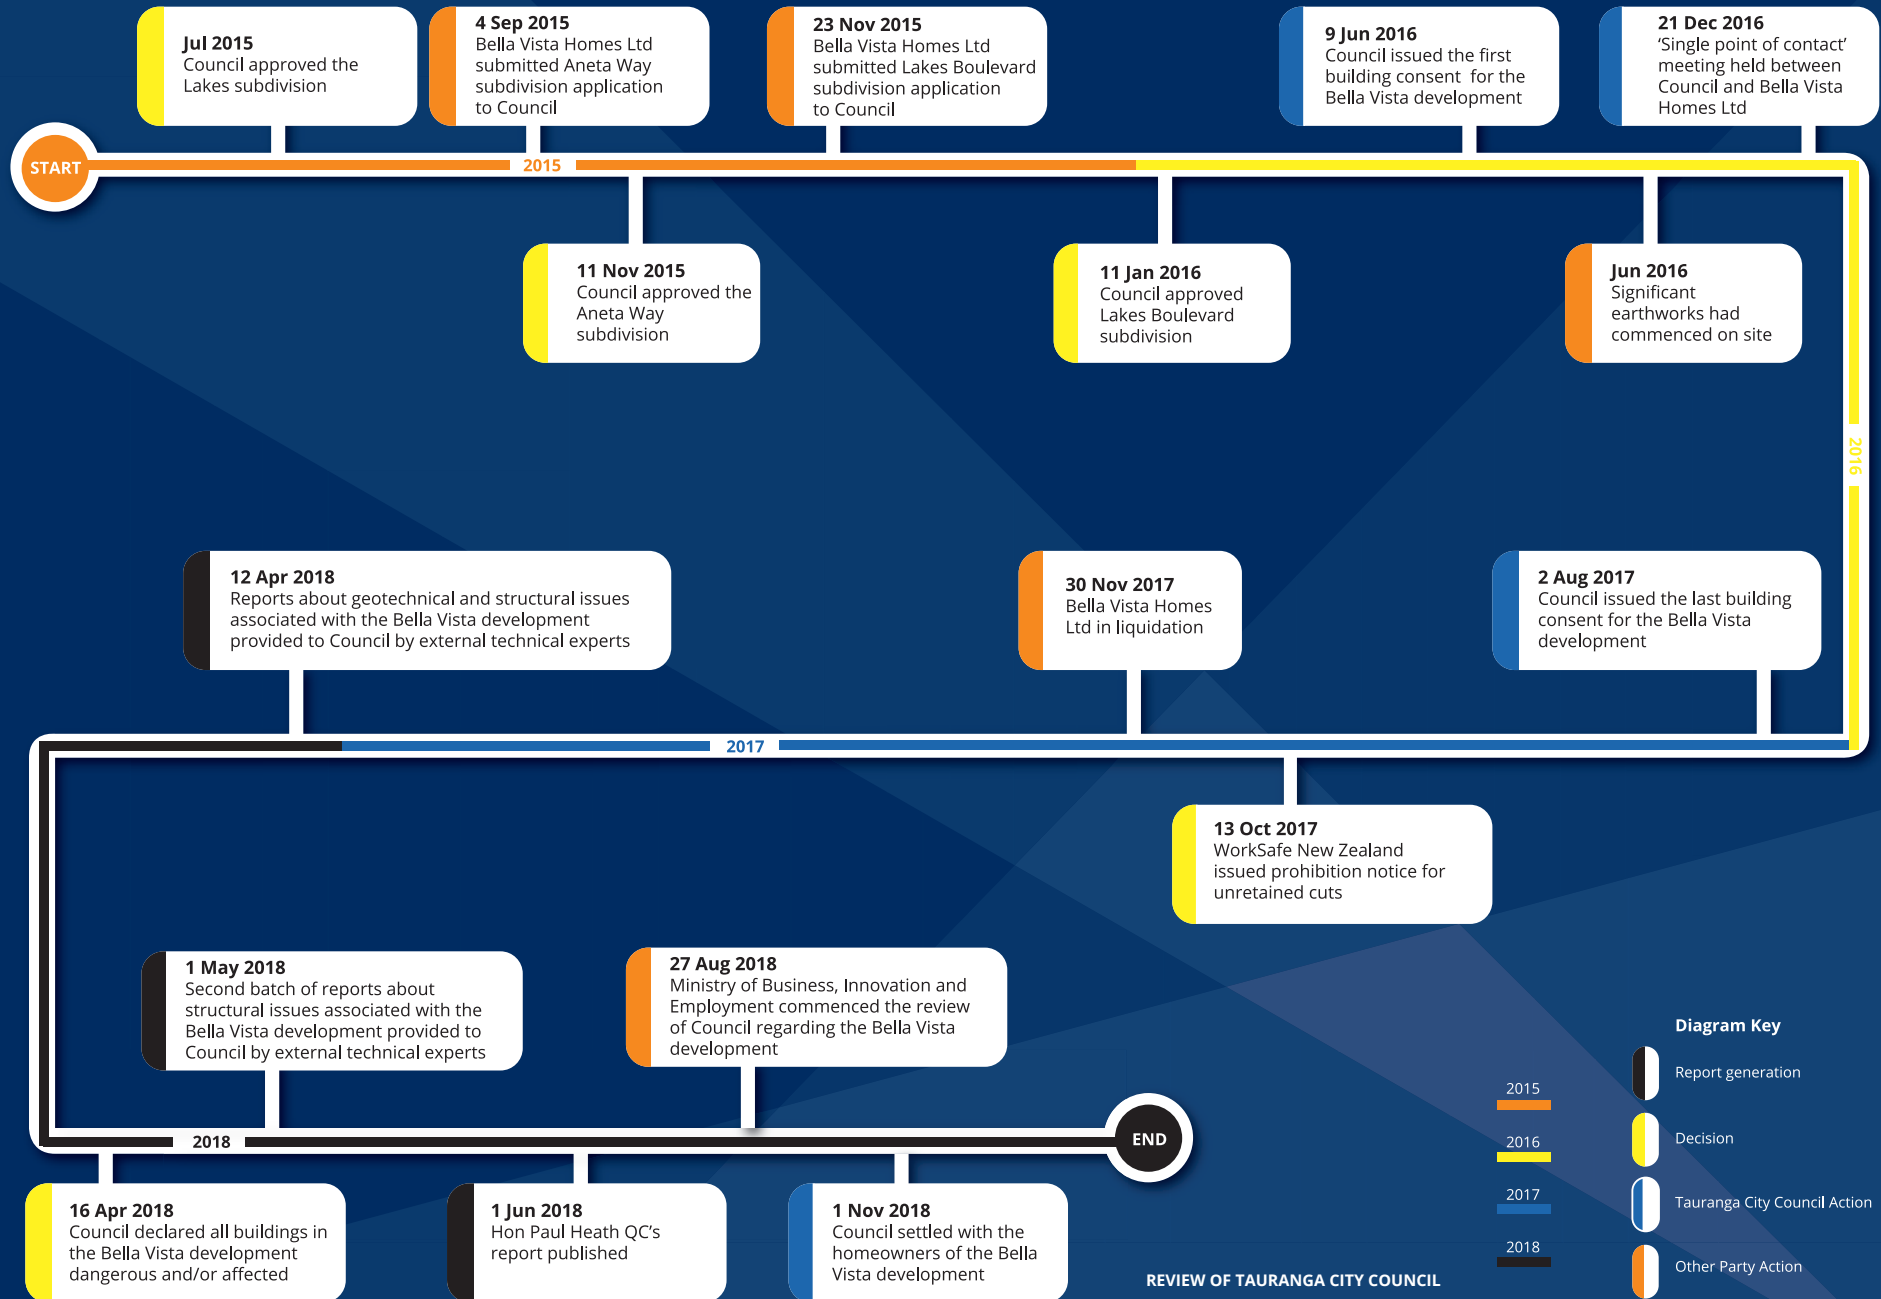 Jul 2015
Council approved the
Lakes subdivision
4 Sep 2015
Bella Vista Homes Ltd
submitted Aneta Way
subdivision application
to Council
23 Nov 2015
Bella Vista Homes Ltd
submitted Lakes Boulevard
subdivision application
to Council
9 Jun 2016
Council issued the first
building consent for the
Bella Vista development
21 Dec 2016
‘Single point of contact’
meeting held between
Council and Bella Vista
Homes Ltd
START
2015
11 Nov 2015
Council approved the
Aneta Way
subdivision
11 Jan 2016
Council approved
Lakes Boulevard
subdivision
Jun 2016
Significant
earthworks had
commenced on site
2016
12 Apr 2018
Reports about geotechnical and structural issues
associated with the Bella Vista development
provided to Council by external technical experts
30 Nov 2017
Bella Vista Homes
Ltd in liquidation
2 Aug 2017
Council issued the last building
consent for the Bella Vista
development
2017
13 Oct 2017
WorkSafe New Zealand
issued prohibition notice for
unretained cuts
1 May 2018
Second batch of reports about
structural issues associated with the
Bella Vista development provided to
Council by external technical experts
27 Aug 2018
Ministry of Business, Innovation and
Employment commenced the review
of Council regarding the Bella Vista
development
2018
END
16 Apr 2018
Council declared all buildings in
the Bella Vista development
dangerous and/or affected
1 Jun 2018
Hon Paul Heath QC’s
report published
1 Nov 2018
Council settled with the
homeowners of the Bella
Vista development
2015
2016
2017
2018
Diagram Key
Report generation
Decision
Tauranga City Council Action
Other Party Action
REVIEW OF TAURANGA CITY COUNCIL